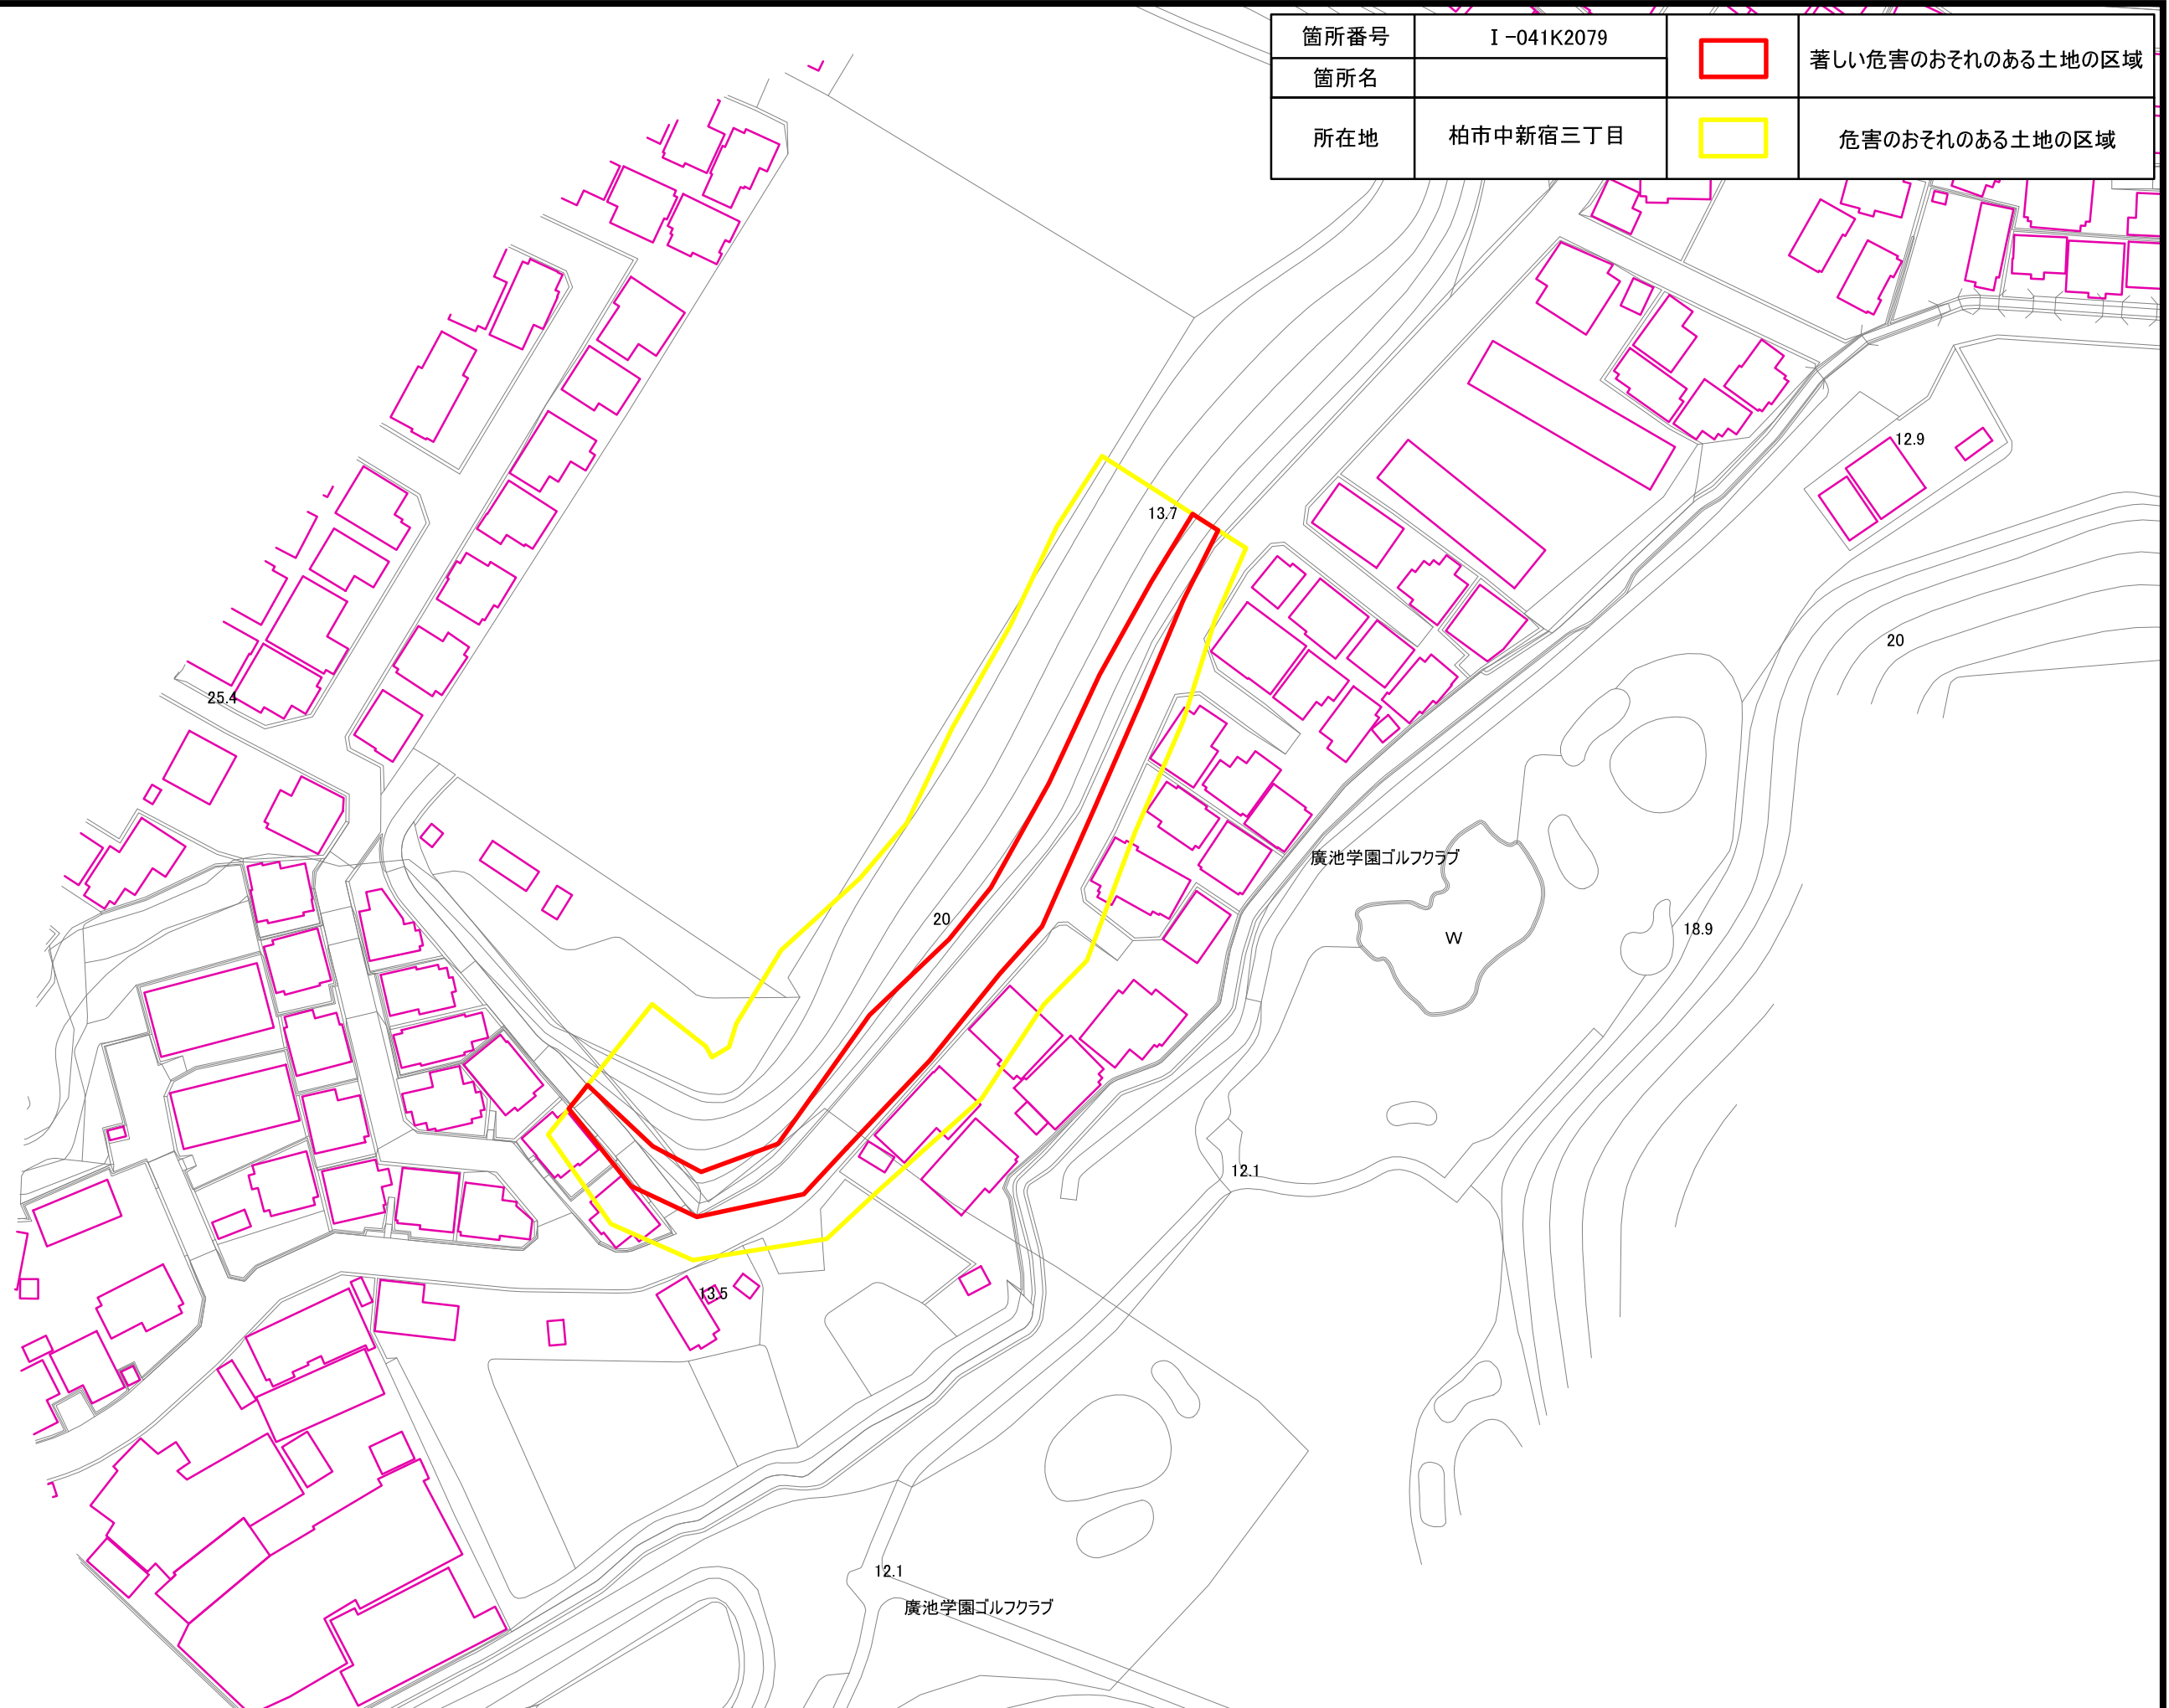 箇所番号
Ⅰ-041K2079
著しい危害のおそれのある土地の区域
箇所名
所在地
柏市中新宿三丁目
危害のおそれのある土地の区域
12.9
13.7
20
25.4
廣池学園ゴルフクラブ
20
18.9
W
12.1
13.5
12.1
廣池学園ゴルフクラブ